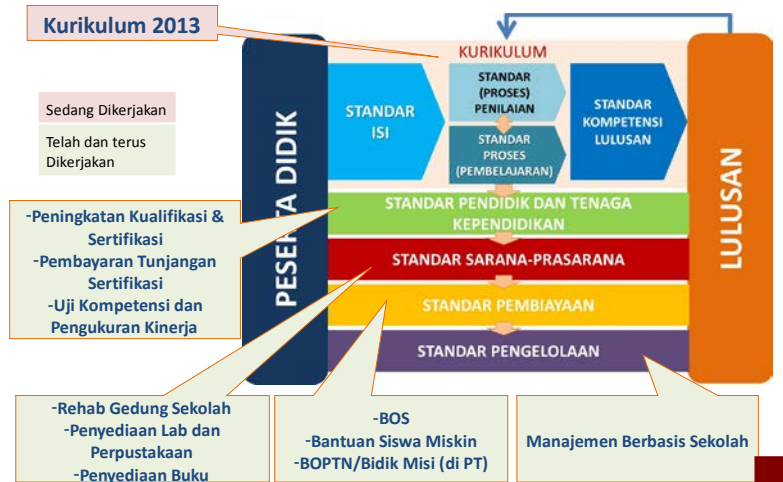 Kurikulum 2013
KURIKULUM
Sedang Dikerjakan
Telah dan terus
Dikerjakan
PESERTA DIDIK
STANDAR
ISI
STANDAR
(PROSES)
PENILAIAN
STANDAR
PROSES
(PEMBELAJARAN)
STANDAR
KOMPETENSI
LULUSAN
LULUSAN
STANDAR PENDIDIK DAN TENAGA
KEPENDIDIKAN
STANDAR SARANA-PRASARANA
STANDAR PEMBIAYAAN
STANDAR PENGELOLAAN
-Peningkatan Kualifikasi &
Sertifikasi
-Pembayaran Tunjangan
Sertifikasi
-Uji Kompetensi dan
Pengukuran Kinerja
-Rehab Gedung Sekolah
-Penyediaan Lab dan
Perpustakaan
-Penyediaan Buku
-BOS
-Bantuan Siswa Miskin
-BOPTN/Bidik Misi (di PT)
Manajemen Berbasis Sekolah